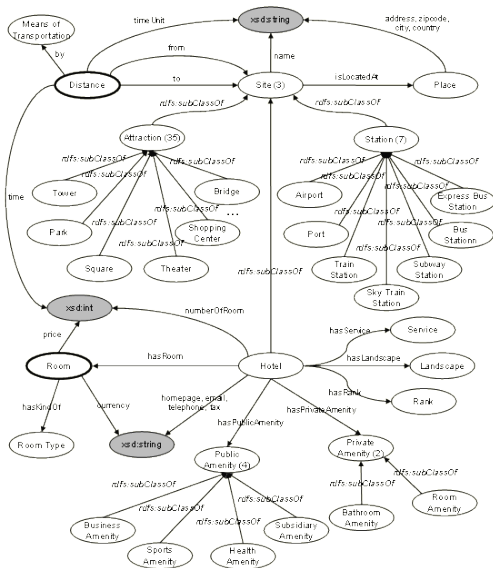 Means of
Transportation
time Unit
xsd:string
address, zipcode,
city, country
by
from
name
Distance
to
Site (3)
isLocatedAt
Place
rdfs:subClassOf
rdfs:subClassOf
Attraction (35)
Station (7)
rdfs:subClassOf
rdfs:subClassOf
rdfs:subClassOf
rdfs:subClassOf
rdfs:subClassOf
rdfs:subClassOf
time
Tower
Bridge
Airport
Express Bus
Station
rdfs:subClassOf
...
rdfs:subClassOf
rdfs:subClassOf
Park
Shopping
Center
Port
Bus
Stationn
rdfs:subClassOf
rdfs:subClassOf
rdfs:subClassOf
rdfs:subClassOf
Square
Theater
Train
Station
Subway
Station
rdfs:subClassOf
Sky Train
Station
xsd:int
numberOfRoom
hasService
Service
price
hasRoom
hasLandscape
Room
Hotel
Landscape
hasRank
hasKindOf
currency
homepage, email,
telephone, fax
Rank
hasPublicAmenity
hasPrivateAmenity
Room Type
xsd:string
Public
Amenity (4)
Private
Amenity (2)
rdfs:subClassOf
rdfs:subClassOf
rdfs:subClassOf
rdfs:subClassOf
rdfs:subClassOf
rdfs:subClassOf
Business
Amenity
Sports
Amenity
Health
Amenity
Subsidiary
Amenity
Bathroom
Amenity
Room
Amenity